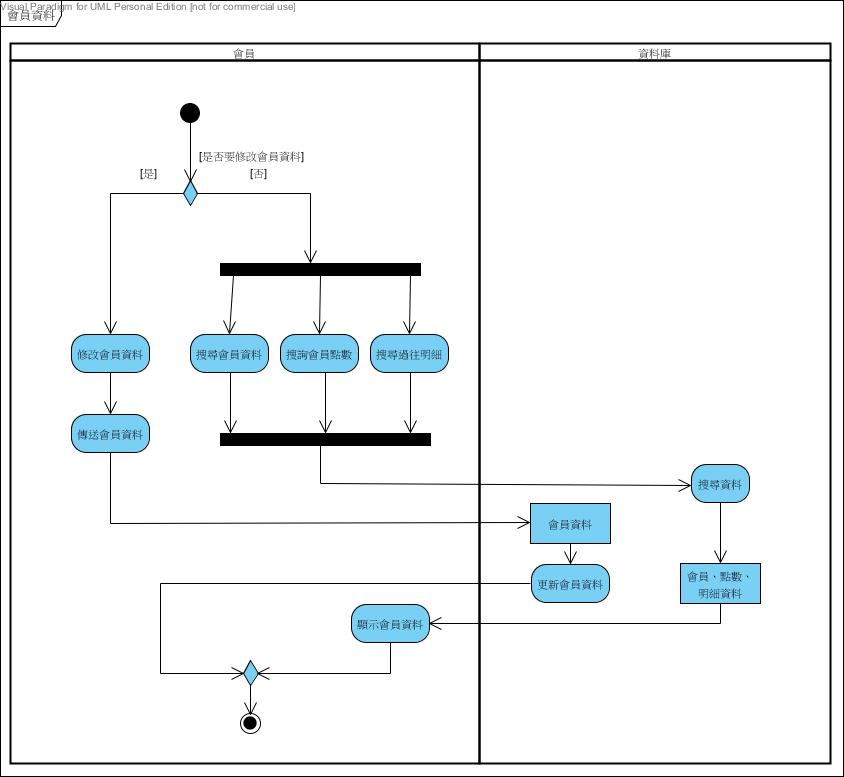 Visual Paradigm for UML Personal Edition [not for commercial use]
會員資料
會員
資料庫
[是否要修改會員資料]
[是]
[否]
修改會員資料
搜尋會員資料
搜詢會員點數
搜尋過往明細
傳送會員資料
搜尋資料
會員資料
更新會員資料
會員、點數、
明細資料
顯示會員資料